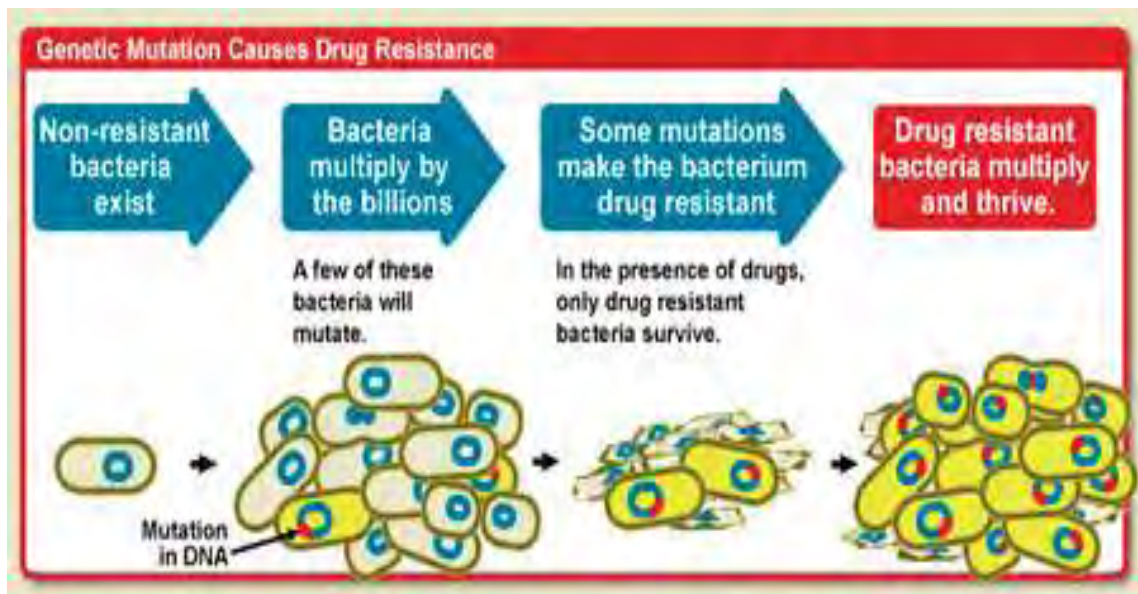 Genetic Mutation Causes Drug Resistance
Non-resistant
bacteria
exist
Bacteria
multiply by
the billions
Some mutations
make the bacterium
drug resistant
Drug resistant
bacteria multiply
and thrive.
A few of these
bacteria will
mutate.
In the presence of drugs,
only drug resistant
bacteria survive.
Mutation
in DNA